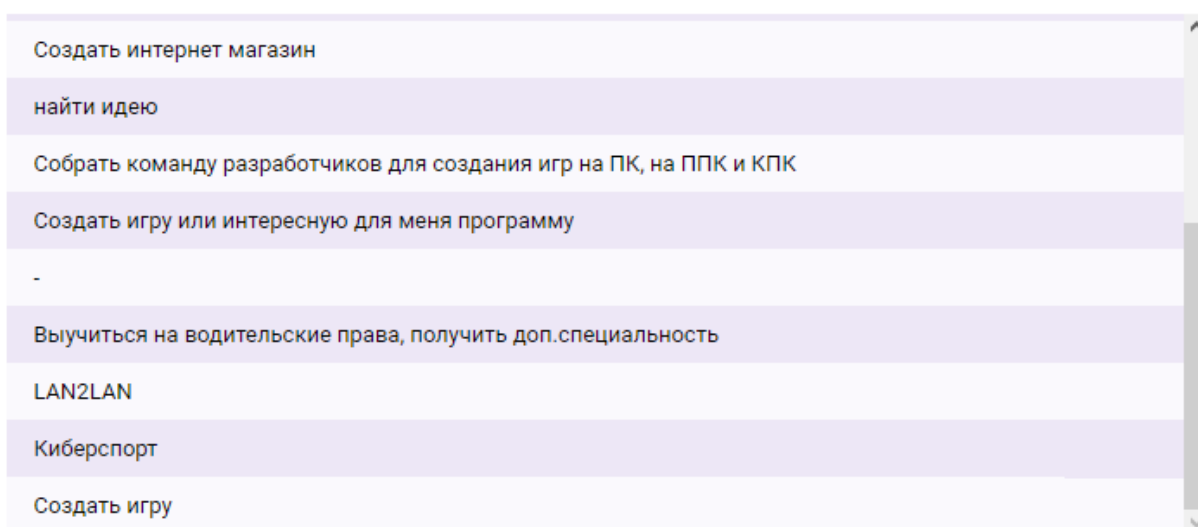 Создать интернет магазин
найти идею
Собрать команду разработчиков для создания игр на ПК, на ППК и КПК
Создать игру или интересную для меня программу
-
Выучиться на водительские права, получить доп.специальность
LAN2LAN
Киберспорт
Создать игру